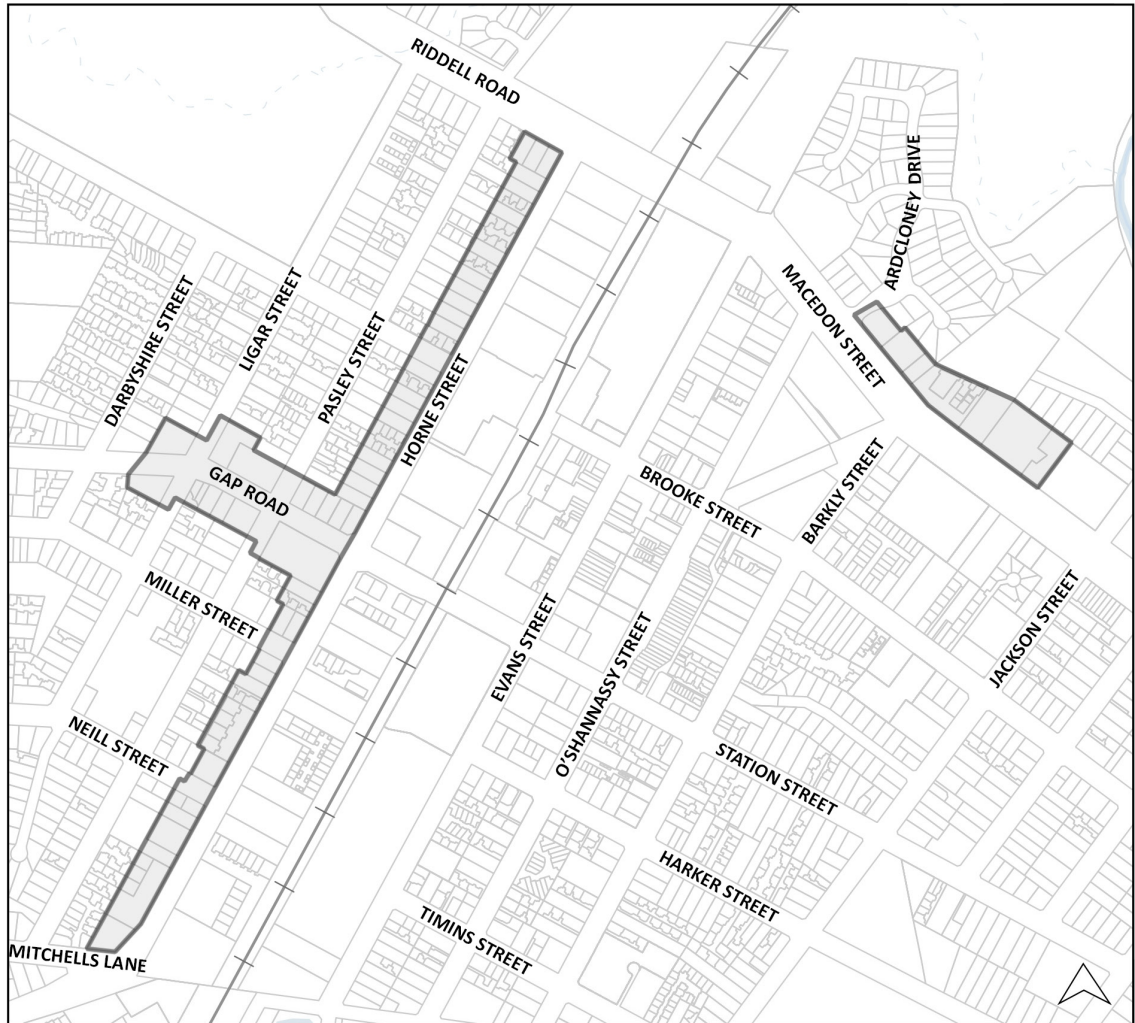 RIDDELL ROAD
ARDCLONEY DRIVE
MACEDON STREET
DARBYSHIRE STREET
LIGAR STREET
PASLEY STREET
HORNE STREET
GAP ROAD
BROOKE STREET
BARKLY STREET
MILLER STREET
EVANS STREET
O'SHANNASSY STREET
JACKSON STREET
NEILL STREET
STATION STREET
HARKER STREET
TIMINS STREET
MITCHELLS LANE